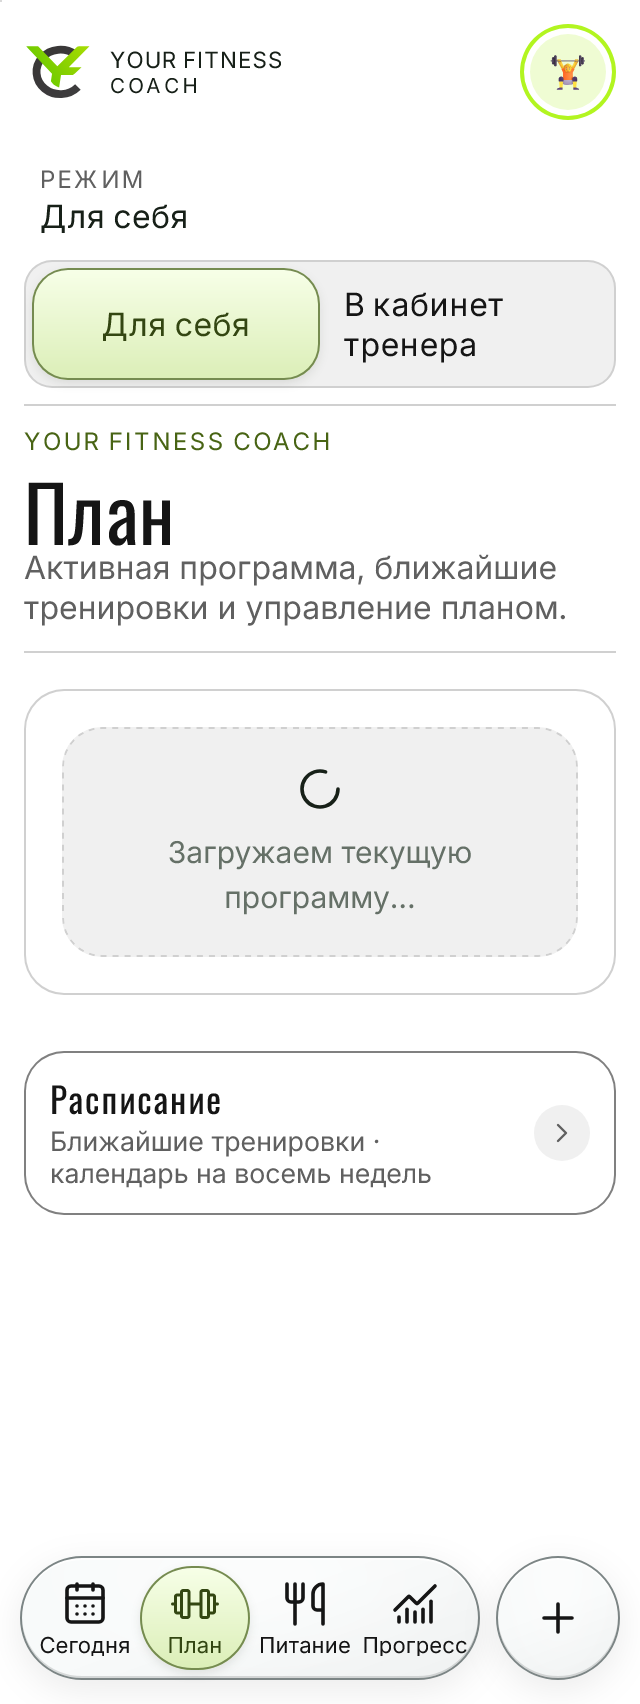 YOUR FITNESS
COACH
РЕЖИМ
Для себя
Для себя
В кабинет
тренера
YOUR FITNESS COACH
План
Активная программа, ближайшие
тренировки и управление планом.
Загружаем текущую
программу...
Расписание
Ближайшие тренировки ·
календарь на восемь недель
Сегодня
План
Питание
Прогресс